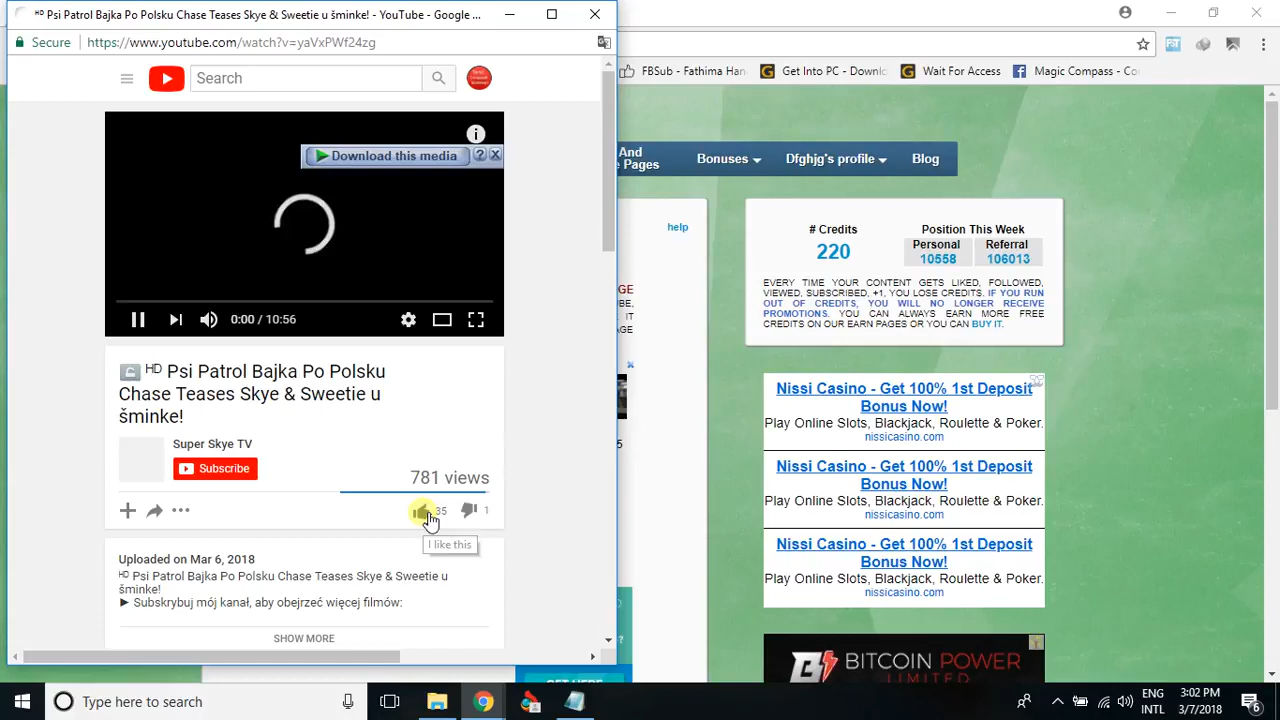 HD Psi Patrol Bajka Po Polsku Chase Teases Skye & Sweetie u šminke! - YouTube - Google ...
Secure https://www.youtube.com/watch?v=yaVxPWf24zg
Search
FBSub - Fathima Han
Get Into PC - Downlo
Wait For Access
Magic Compass - Co
Download this media
0:00 / 10:56
HD Psi Patrol Bajka Po Polsku
Chase Teases Skye & Sweetie u
šminke!
Super Skye TV
Subscribe
781 views
35
1
I like this
Uploaded on Mar 6, 2018
HD Psi Patrol Bajka Po Polsku Chase Teases Skye & Sweetie u
šminke!
► Subskrybuj mój kanał, aby obejrzeć więcej filmów:
SHOW MORE
And
Pages
Bonuses
Dfghjg's profile
Blog
help
# Credits
220
Position This Week
Personal Referral
10558 106013
EVERY TIME YOUR CONTENT GETS LIKED, FOLLOWED,
VIEWED, SUBSCRIBED, +1, YOU LOSE CREDITS. IF YOU RUN
OUT OF CREDITS, YOU WILL NO LONGER RECEIVE
PROMOTIONS. YOU CAN ALWAYS EARN MORE FREE
CREDITS ON OUR EARN PAGES OR YOU CAN BUY IT.
Nissi Casino - Get 100% 1st Deposit
Bonus Now!
Play Online Slots, Blackjack, Roulette & Poker.
nissicasino.com
Nissi Casino - Get 100% 1st Deposit
Bonus Now!
Play Online Slots, Blackjack, Roulette & Poker.
nissicasino.com
Nissi Casino - Get 100% 1st Deposit
Bonus Now!
Play Online Slots, Blackjack, Roulette & Poker.
nissicasino.com
BITCOIN POWER
LIMITED
Type here to search
ENG
INTL
3:02 PM
3/7/2018
6